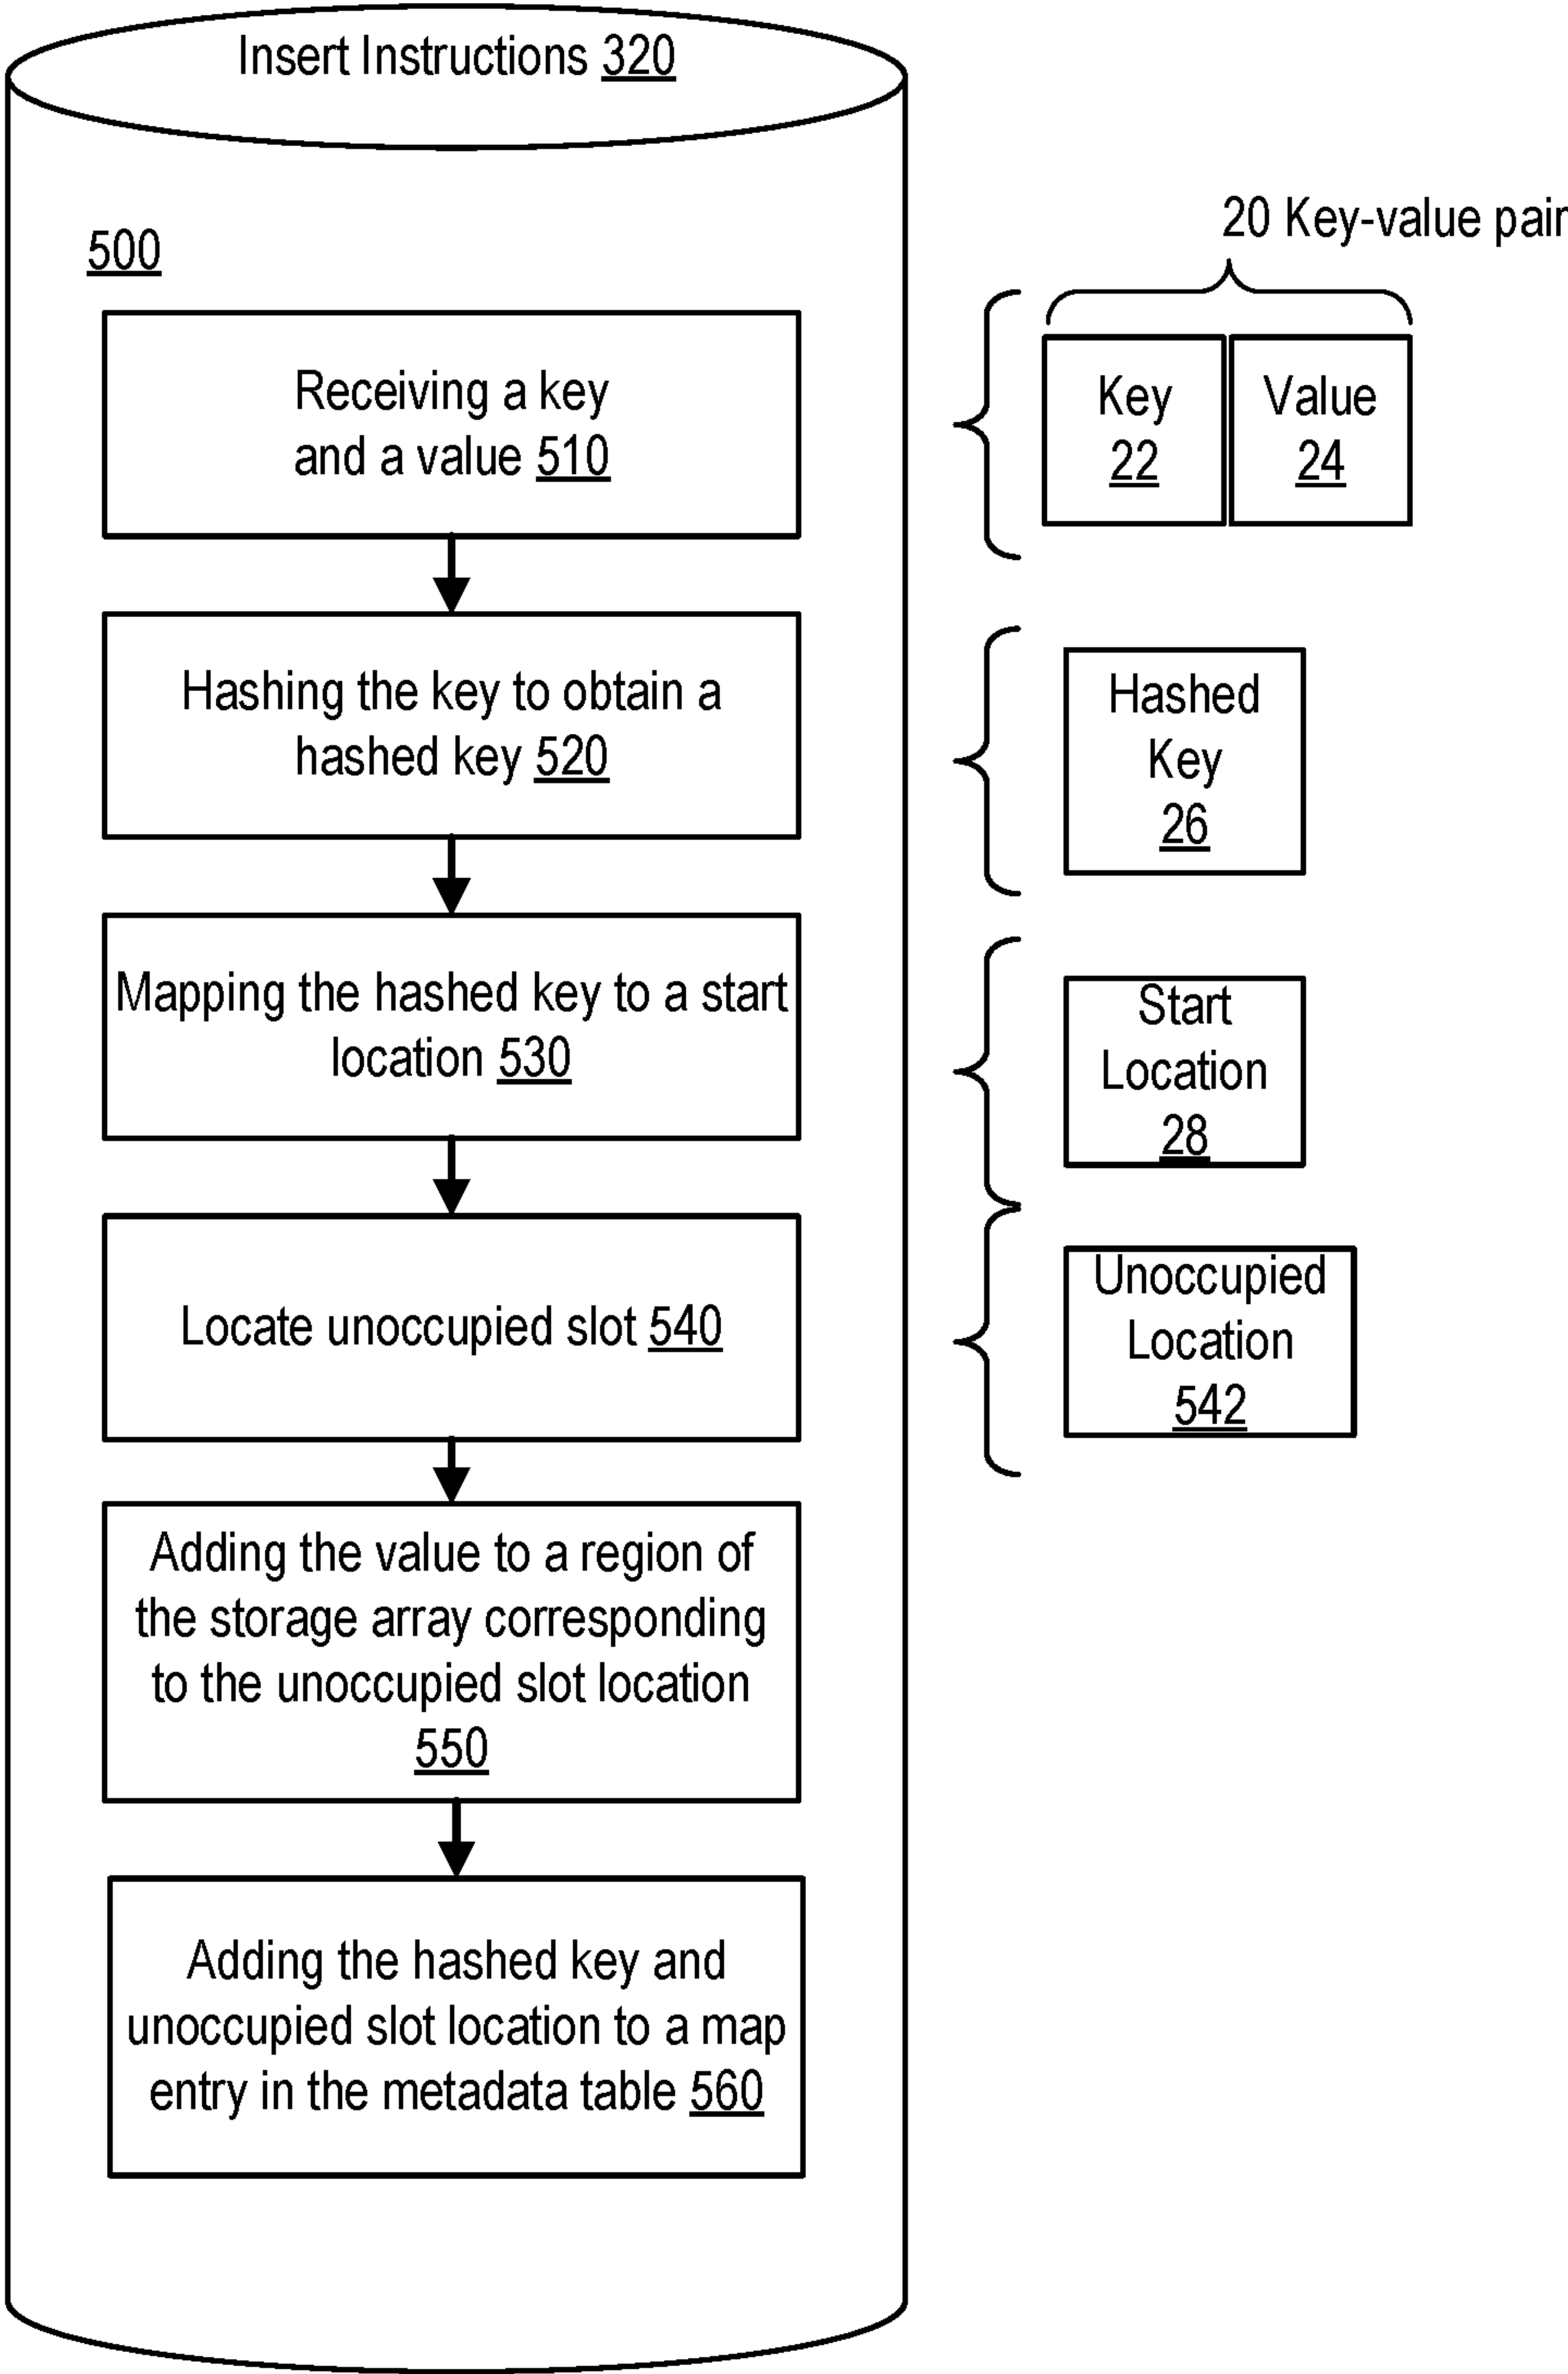 Insert Instructions 320
500
20 Key-value pair
Receiving a key
and a value 510
Key
22
Value
24
Hashing the key to obtain a
hashed key 520
Hashed
Key
26
Mapping the hashed key to a start
location 530
Start
Location
28
Locate unoccupied slot 540
Unoccupied
Location
542
Adding the value to a region of
the storage array corresponding
to the unoccupied slot location
550
Adding the hashed key and
unoccupied slot location to a map
entry in the metadata table 560